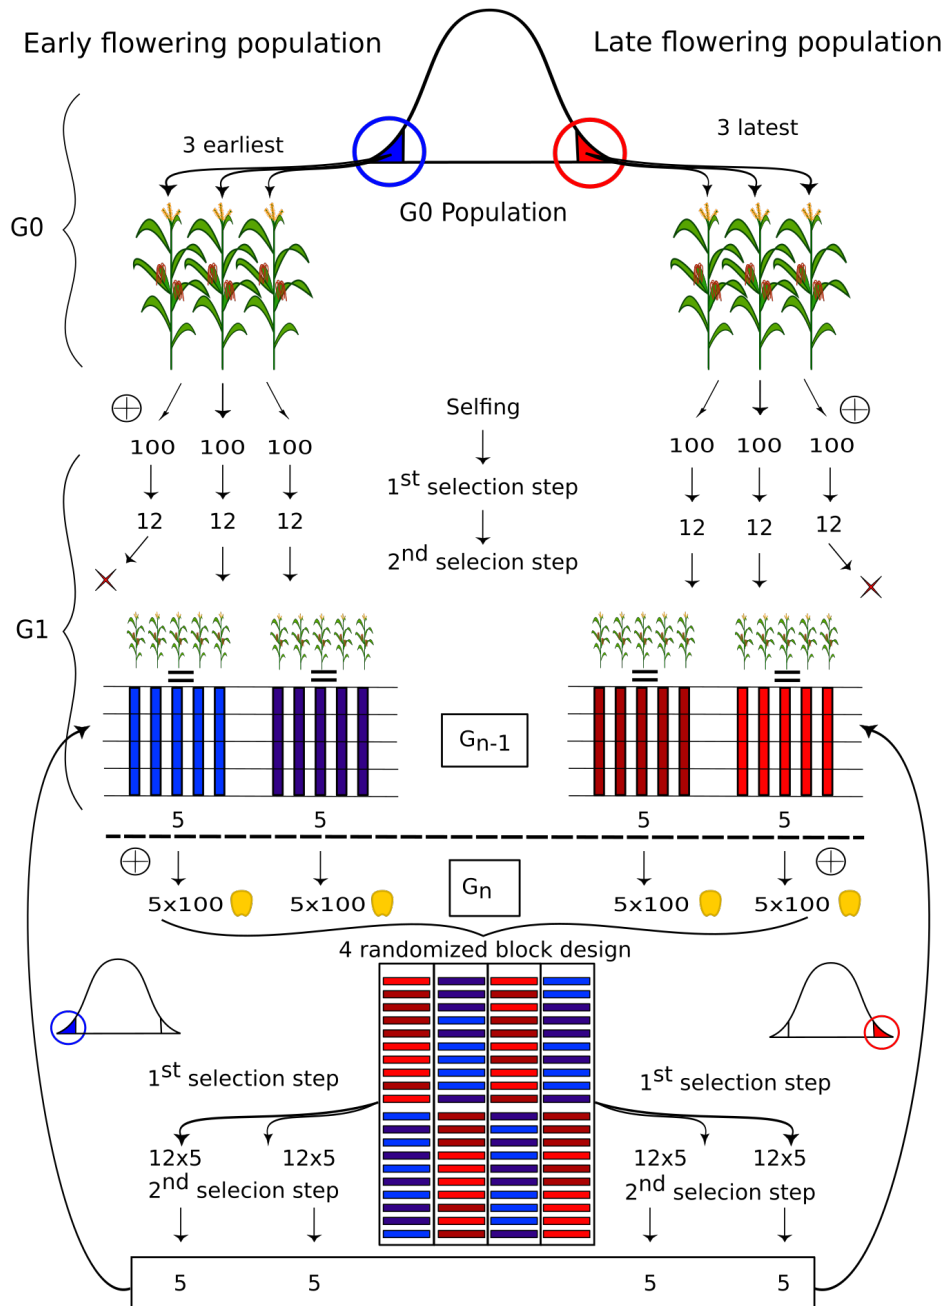 Early flowering population
Late flowering population
3 earliest
3 latest
G0 Population
G0
Selfing
100 100 100
100 100 100
1st selection step
12 12 12
12 12 12
2nd selecion step
G1
Gn-1
5 5
5 5
Gn
5x100 5x100
5x100 5x100
4 randomized block design
1st selection step
1st selection step
12x5 12x5
12x5 12x5
2nd selecion step
2nd selecion step
5 5
5 5